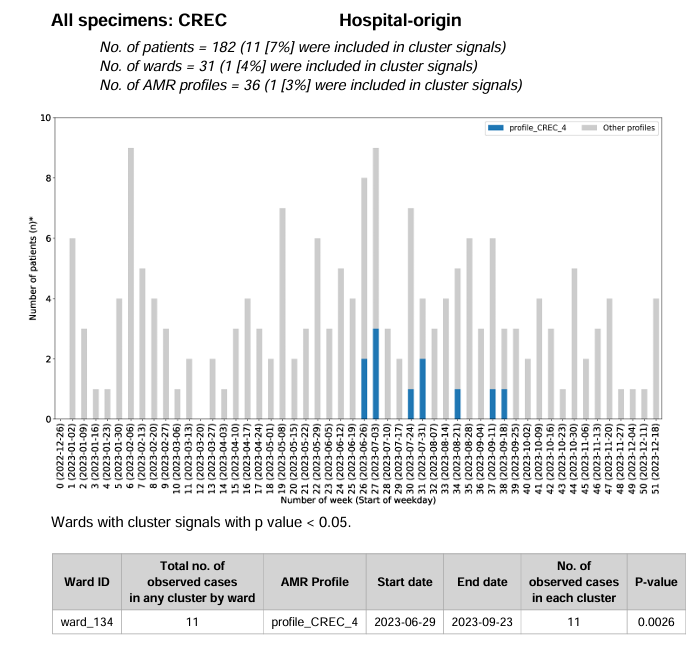 All specimens: CREC Hospital-origin
No. of patients = 182 (11 [7%] were included in cluster signals)
No. of wards = 31 (1 [4%] were included in cluster signals)
No. of AMR profiles = 36 (1 [3%] were included in cluster signals)
profile_CREC_4 Other profiles
Number of patients (n)*
10
8
6
4
2
0
0 (2022-12-26)
1 (2023-01-02)
2 (2023-01-09)
3 (2023-01-16)
4 (2023-01-23)
5 (2023-01-30)
6 (2023-02-06)
7 (2023-02-13)
8 (2023-02-20)
9 (2023-02-27)
10 (2023-03-06)
11 (2023-03-13)
12 (2023-03-20)
13 (2023-03-27)
14 (2023-04-03)
15 (2023-04-10)
16 (2023-04-17)
17 (2023-04-24)
18 (2023-05-01)
19 (2023-05-08)
20 (2023-05-15)
21 (2023-05-22)
22 (2023-05-29)
23 (2023-06-05)
24 (2023-06-12)
25 (2023-06-19)
26 (2023-06-26)
27 (2023-07-03)
28 (2023-07-10)
29 (2023-07-17)
30 (2023-07-24)
31 (2023-07-31)
32 (2023-08-07)
33 (2023-08-14)
34 (2023-08-21)
35 (2023-08-28)
36 (2023-09-04)
37 (2023-09-11)
38 (2023-09-18)
39 (2023-09-25)
40 (2023-10-02)
41 (2023-10-09)
42 (2023-10-16)
43 (2023-10-23)
44 (2023-10-30)
45 (2023-11-06)
46 (2023-11-13)
47 (2023-11-20)
48 (2023-11-27)
49 (2023-12-04)
50 (2023-12-11)
51 (2023-12-18)
Number of week (Start of weekday)
Wards with cluster signals with p value < 0.05.
Ward ID
Total no. of
observed cases
in any cluster by ward
AMR Profile
Start date
End date
No. of
observed cases
in each cluster
P-value
ward_134 11 profile_CREC_4 2023-06-29 2023-09-23 11 0.0026